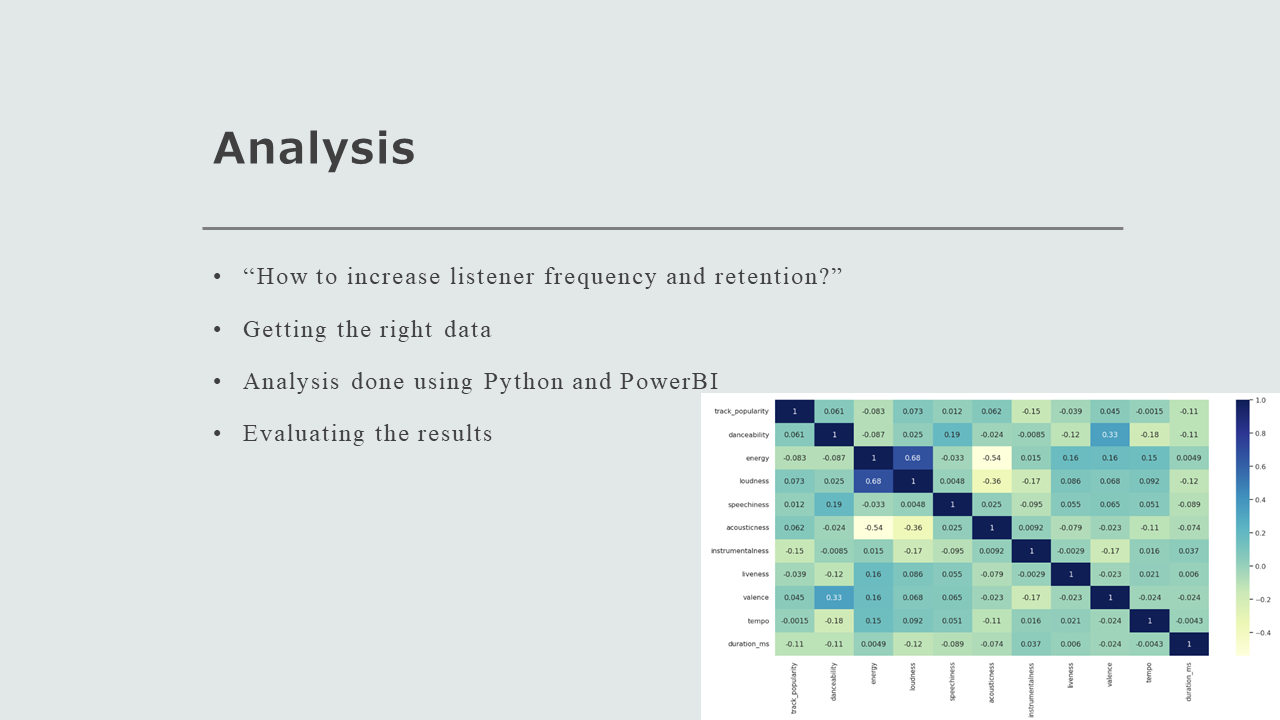 Analysis
• “How to increase listener frequency and retention?”
• Getting the right data
• Analysis done using Python and PowerBI
• Evaluating the results
track_popularity 1 0.061 -0.083 0.073 0.012 0.062 -0.15 -0.039 0.045 -0.0015 -0.11
danceability 0.061 1 -0.087 0.025 0.19 -0.024 -0.0085 -0.12 0.33 -0.18 -0.11
energy -0.083 -0.087 1 0.68 -0.033 -0.54 0.015 0.16 0.16 0.15 0.0049
loudness 0.073 0.025 0.68 1 0.0048 -0.36 -0.17 0.086 0.068 0.092 -0.12
speechiness 0.012 0.19 -0.033 0.0048 1 0.025 -0.095 0.055 0.065 0.051 -0.089
acousticness 0.062 -0.024 -0.54 -0.36 0.025 1 0.0092 -0.079 -0.023 -0.11 -0.074
instrumentalness -0.15 -0.0085 0.015 -0.17 -0.095 0.0092 1 -0.0029 -0.17 0.016 0.037
liveness -0.039 -0.12 0.16 0.086 0.055 -0.079 -0.0029 1 -0.023 0.021 0.006
valence 0.045 0.33 0.16 0.068 0.065 -0.023 -0.17 -0.023 1 -0.024 -0.024
tempo -0.0015 -0.18 0.15 0.092 0.051 -0.11 0.016 0.021 -0.024 1 -0.0043
duration_ms -0.11 -0.11 0.0049 -0.12 -0.089 -0.074 0.037 0.006 -0.024 -0.0043 1
track_popularity danceability energy loudness speechiness acousticness instrumentalness liveness valence tempo duration_ms
1.0
0.8
0.6
0.4
0.2
0.0
−0.2
−0.4